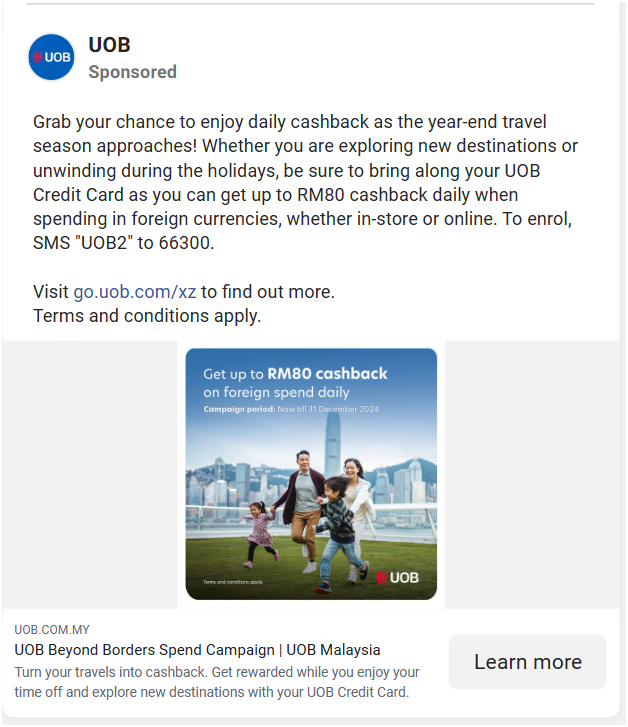 UOB
UOB
Sponsored
Grab your chance to enjoy daily cashback as the year-end travel
season approaches! Whether you are exploring new destinations or
unwinding during the holidays, be sure to bring along your UOB
Credit Card as you can get up to RM80 cashback daily when
spending in foreign currencies, whether in-store or online. To enrol,
SMS "UOB2" to 66300.
Visit go.uob.com/xz to find out more.
Terms and conditions apply.
Get up to RM80 cashback
on foreign spend daily
Campaign period: Now till 31 December 2024
Terms and conditions apply.
UOB
UOB.COM.MY
UOB Beyond Borders Spend Campaign | UOB Malaysia
Turn your travels into cashback. Get rewarded while you enjoy your
time off and explore new destinations with your UOB Credit Card.
Learn more